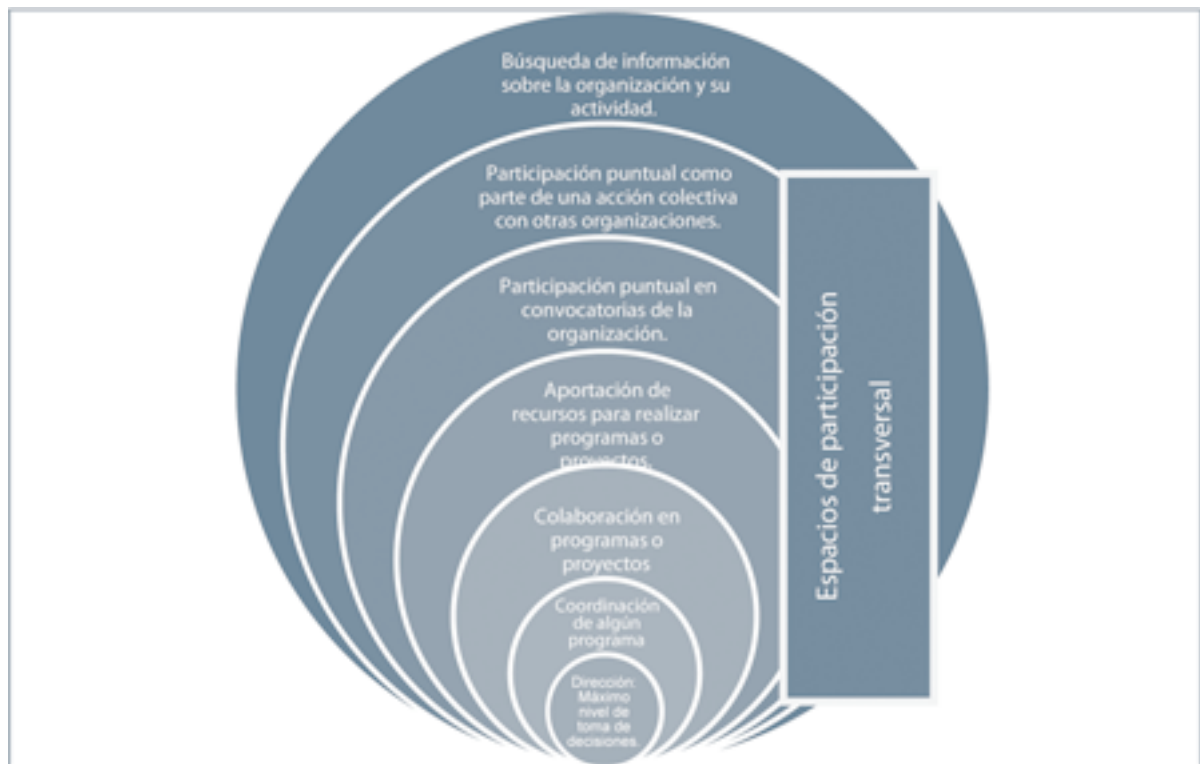 Búsqueda de información
sobre la organización y su
actividad.
Participación puntual como
parte de una acción colectiva
con otras organizaciones.
Participación puntual en
convocatorias de la
organización.
Aportación de
recursos para realizar
programas o
proyectos.
Colaboración en
programas o
proyectos
Coordinación
de algún
programa
Dirección:
Máximo
nivel de
toma de
decisiones.
Espacios de participación
transversal